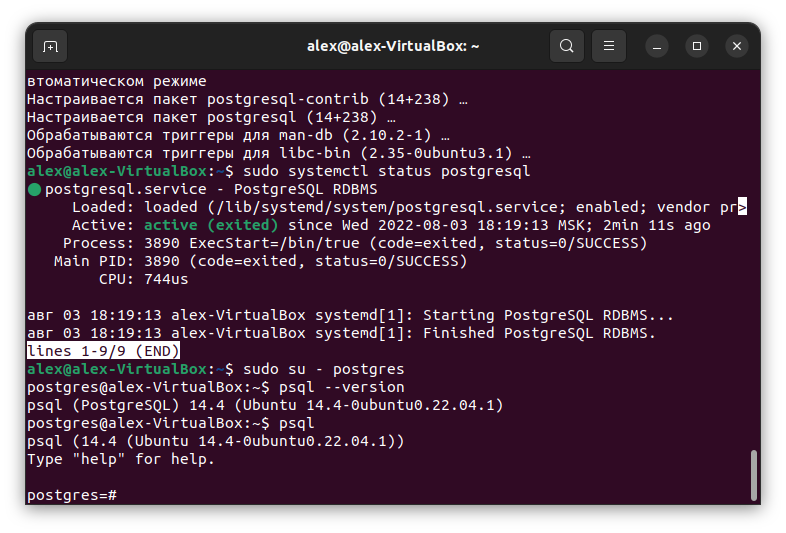 alex@alex-VirtualBox: ~
втоматическом режиме
Настраивается пакет postgresql-contrib (14+238) …
Настраивается пакет postgresql (14+238) …
Обрабатываются триггеры для man-db (2.10.2-1) …
Обрабатываются триггеры для libc-bin (2.35-0ubuntu3.1) …
alex@alex-VirtualBox:~$ sudo systemctl status postgresql
● postgresql.service - PostgreSQL RDBMS
     Loaded: loaded (/lib/systemd/system/postgresql.service; enabled; vendor pr>
     Active: active (exited) since Wed 2022-08-03 18:19:13 MSK; 2min 11s ago
    Process: 3890 ExecStart=/bin/true (code=exited, status=0/SUCCESS)
   Main PID: 3890 (code=exited, status=0/SUCCESS)
        CPU: 744us
авг 03 18:19:13 alex-VirtualBox systemd[1]: Starting PostgreSQL RDBMS...
авг 03 18:19:13 alex-VirtualBox systemd[1]: Finished PostgreSQL RDBMS.
lines 1-9/9 (END)
alex@alex-VirtualBox:~$ sudo su - postgres
postgres@alex-VirtualBox:~$ psql --version
psql (PostgreSQL) 14.4 (Ubuntu 14.4-0ubuntu0.22.04.1)
postgres@alex-VirtualBox:~$ psql
psql (14.4 (Ubuntu 14.4-0ubuntu0.22.04.1))
Type "help" for help.
postgres=#